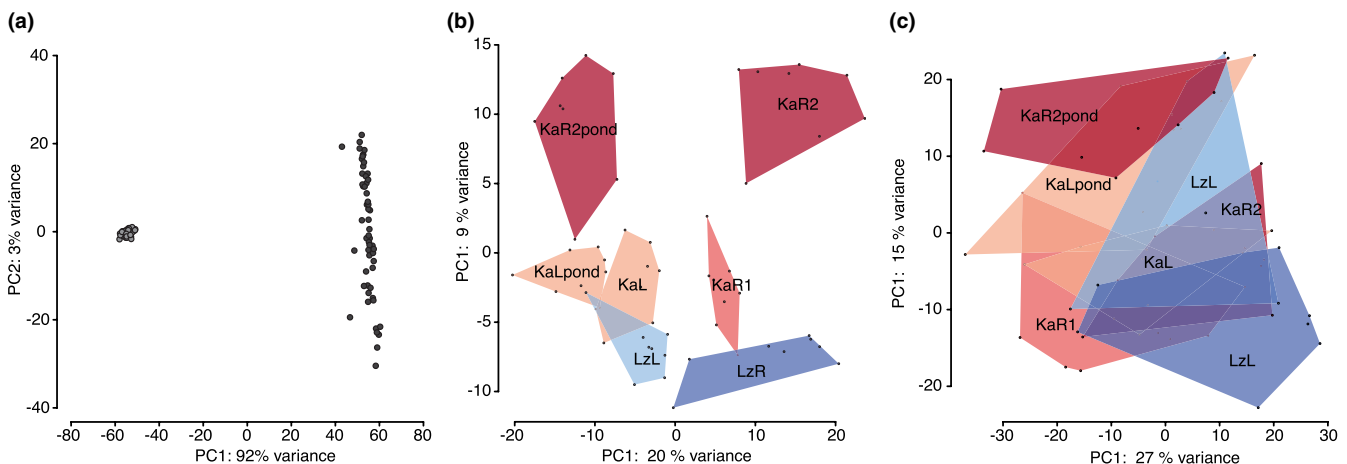 (a)
40
20
0
-20
-40
PC2: 3% variance
-80
-60
-40
-20
0
20
40
60
80
PC1: 92% variance
(b)
15
10
5
0
-5
-10
PC1: 9 % variance
KaR2pond
KaR2
KaLpond
KaL
KaR1
LzL
LzR
-20
-10
0
10
20
PC1: 20 % variance
(c)
20
10
0
-10
-20
PC1: 15 % variance
KaR2pond
KaLpond
LzL
KaR2
KaL
KaR1
LzL
-30
-20
-10
0
10
20
30
PC1: 27 % variance